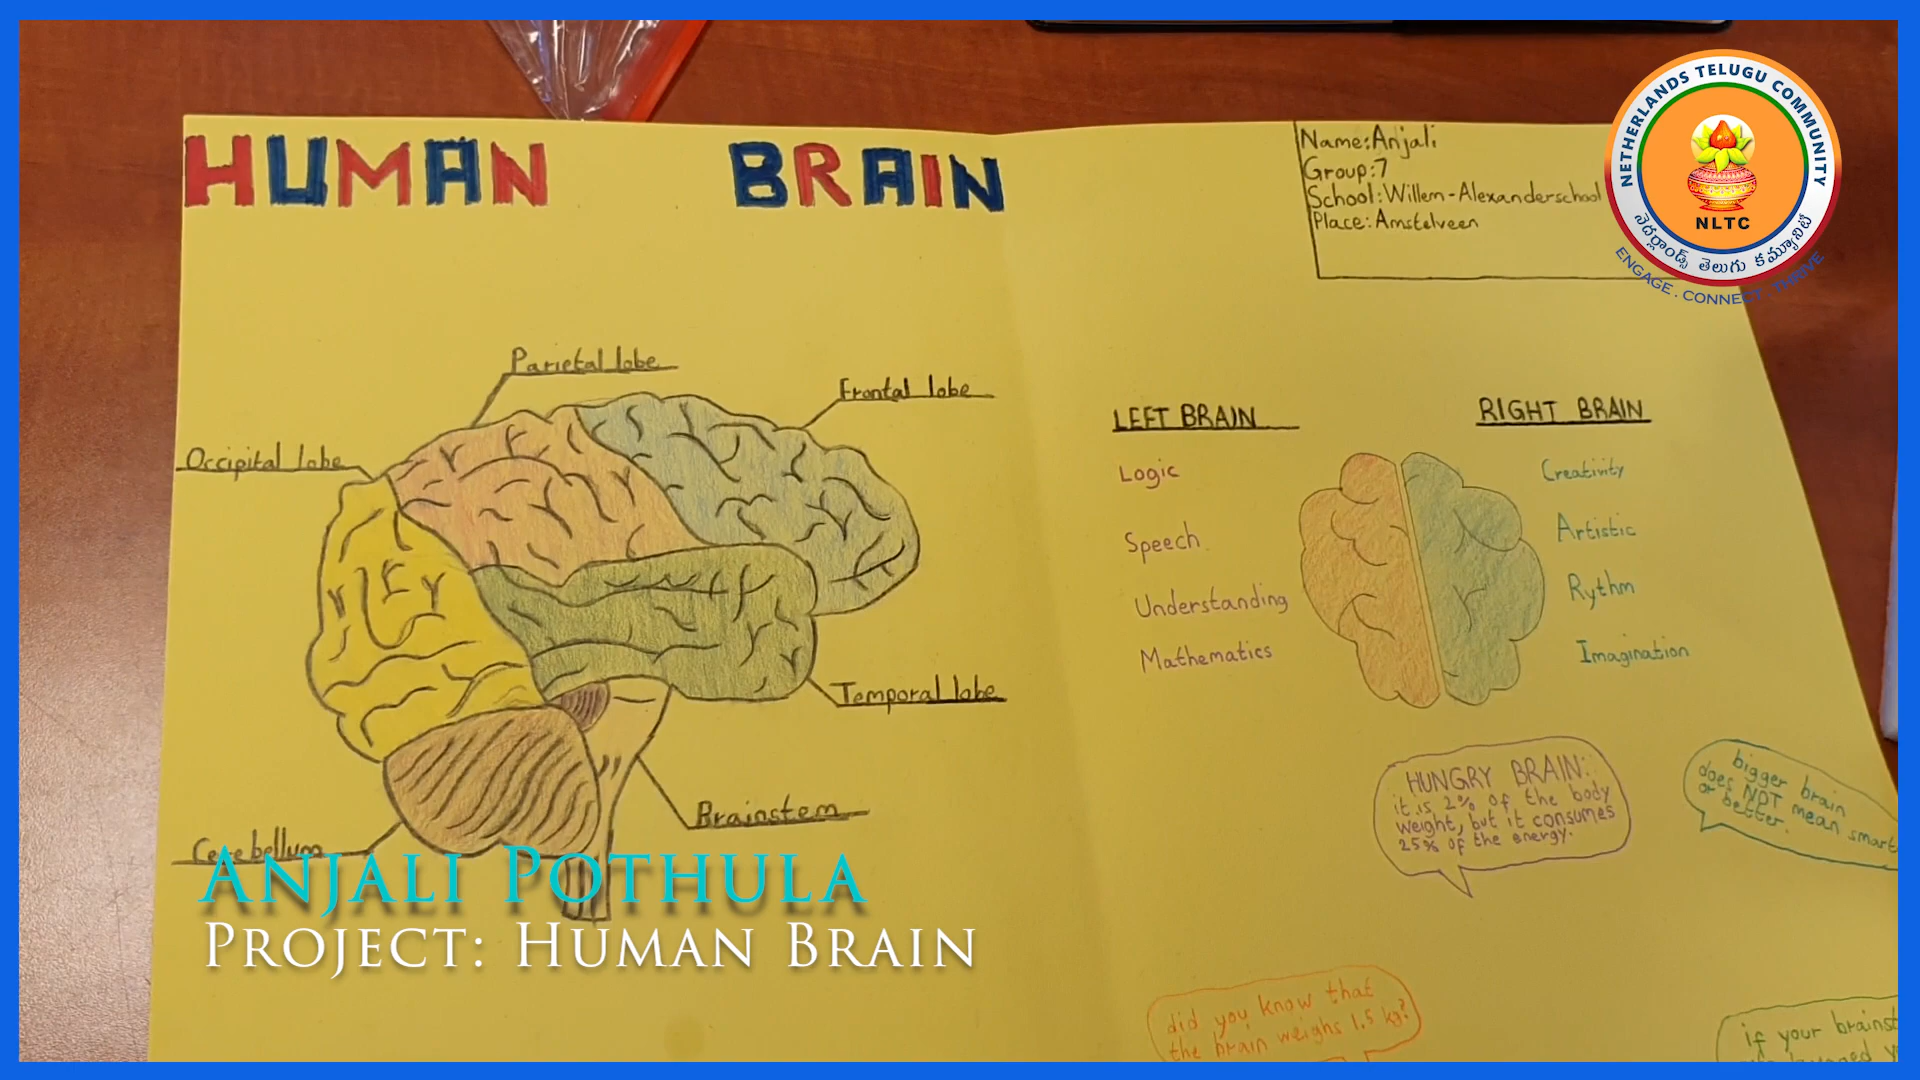 HUMAN BRAIN
Name:Anjali
Group:7
School:Willem-Alexanderschool
Place:Amstelveen
NETHERLANDS TELUGU COMMUNITY
NLTC
నెదర్లాండ్స్ తెలుగు కమ్యూనిటీ
ENGAGE . CONNECT . THRIVE
Parietal lobe
Frontal lobe
Occipital lobe
Temporal lobe
Brainstem
Cerebellum
LEFT BRAIN
Logic
Speech
Understanding
Mathematics
RIGHT BRAIN
Creativity
Artistic
Rythm
Imagination
HUNGRY BRAIN:
it is 2% of the body
weight, but it consumes
25% of the energy.
bigger brain
does NOT mean smart
or better.
did you know that
the brain weighs 1.5 kg?
if your brainst
ANJALI POTHULA
PROJECT: HUMAN BRAIN